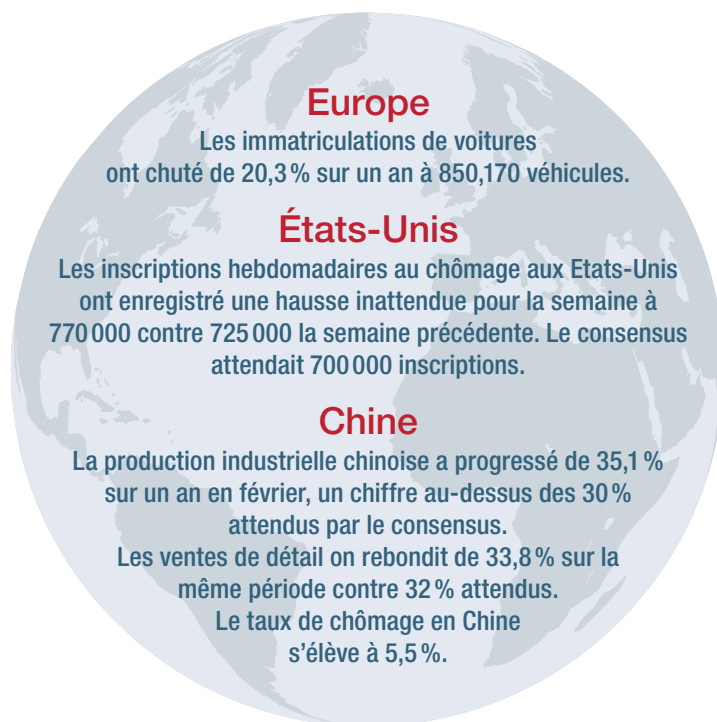 Europe
Les immatriculations de voitures
ont chuté de 20,3 % sur un an à 850,170 véhicules.
États-Unis
Les inscriptions hebdomadaires au chômage aux Etats-Unis
ont enregistré une hausse inattendue pour la semaine à
770 000 contre 725 000 la semaine précédente. Le consensus
attendait 700 000 inscriptions.
Chine
La production industrielle chinoise a progressé de 35,1 %
sur un an en février, un chiffre au-dessus des 30 %
attendus par le consensus.
Les ventes de détail on rebondit de 33,8 % sur la
même période contre 32 % attendus.
Le taux de chômage en Chine
s’élève à 5,5 %.